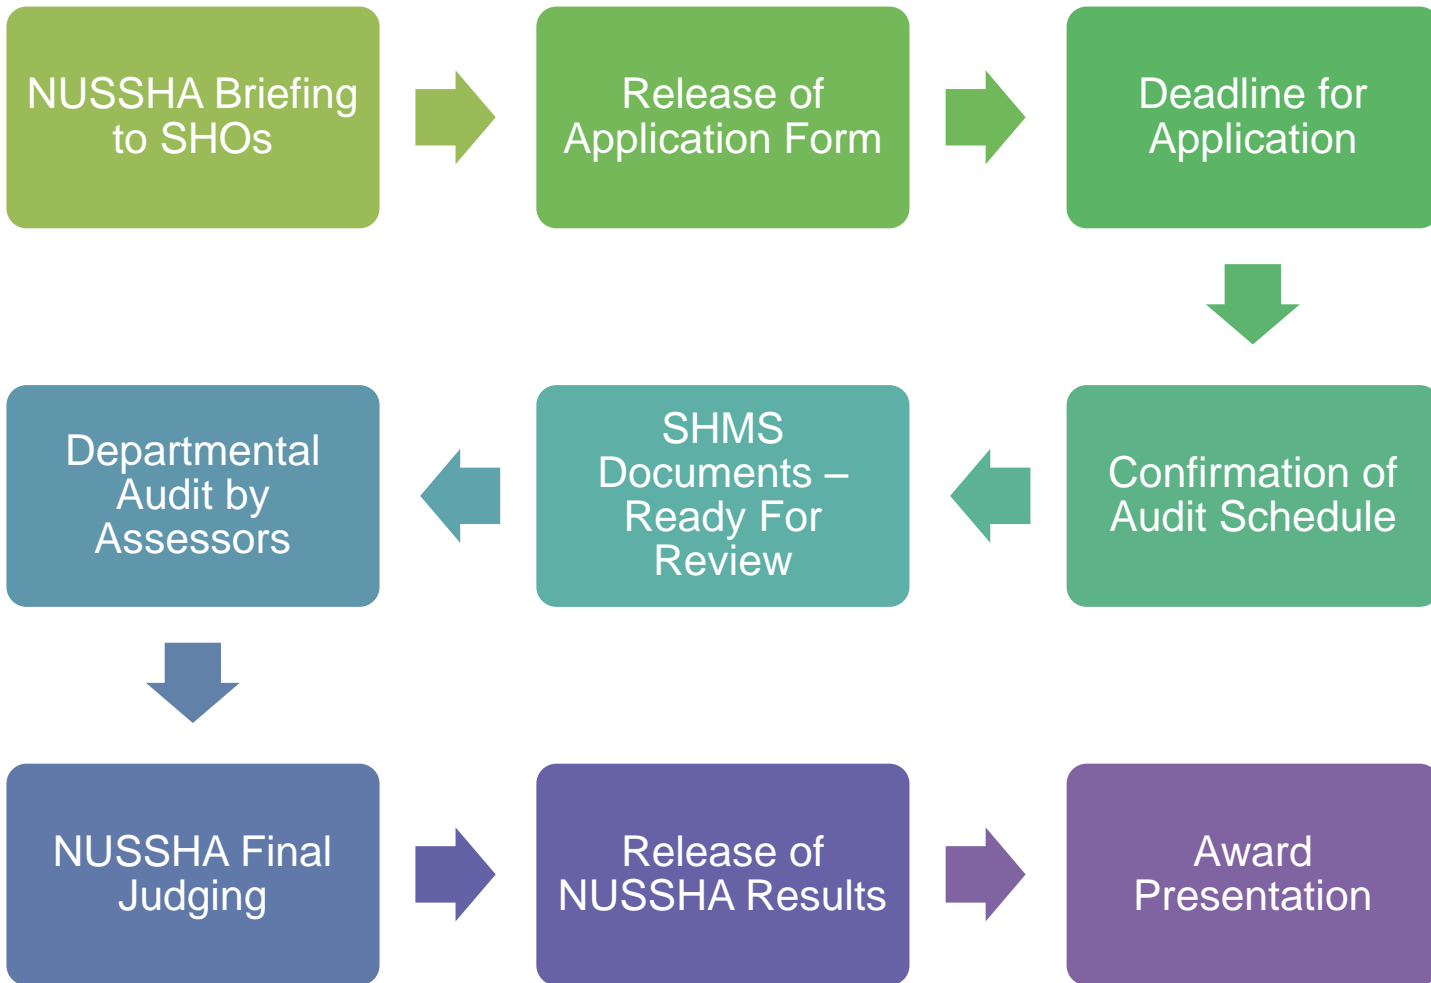 NUSSHA Briefing
to SHOs
Release of
Application Form
Deadline for
Application
Confirmation of
Audit Schedule
SHMS
Documents –
Ready For
Review
Departmental
Audit by
Assessors
NUSSHA Final
Judging
Release of
NUSSHA Results
Award
Presentation